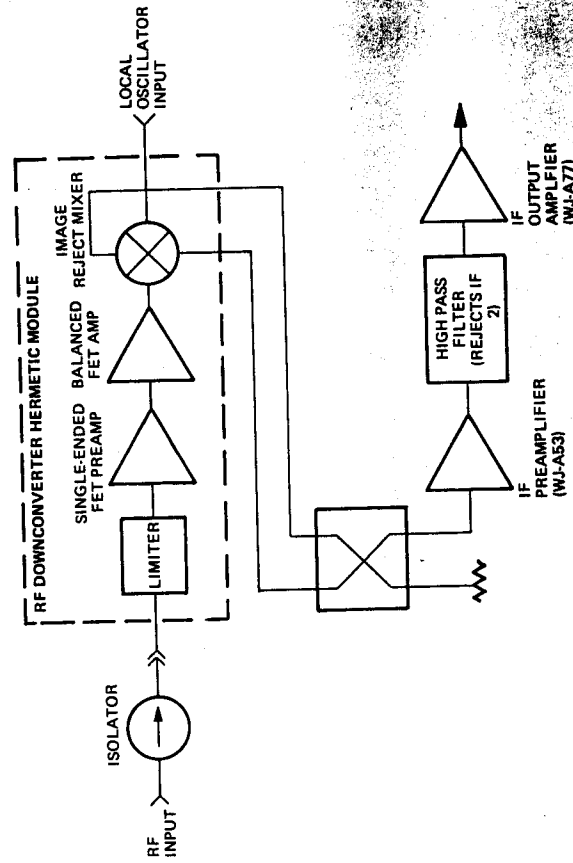 RF DOWNCONVERTER HERMETIC MODULE
RF
INPUT
ISOLATOR
LIMITER
SINGLE-ENDED
FET PREAMP
BALANCED
FET AMP
IMAGE
REJECT MIXER
LOCAL
OSCILLATOR
INPUT
IF
PREAMPLIFIER
(WJ-A53)
HIGH PASS
FILTER
(REJECTS IF
2)
IF
OUTPUT
AMPLFIER
(WJ-A77)